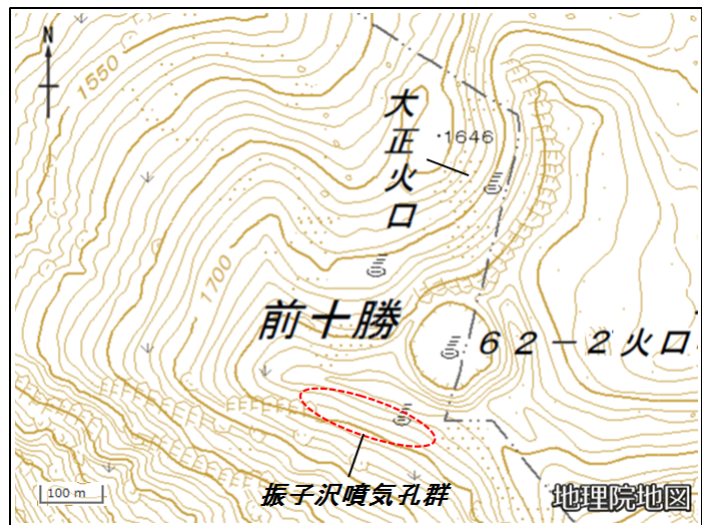 1550
大正火口
・1646
1700
前十勝
62-2火口
振子沢噴気孔群
100 m
地理院地図